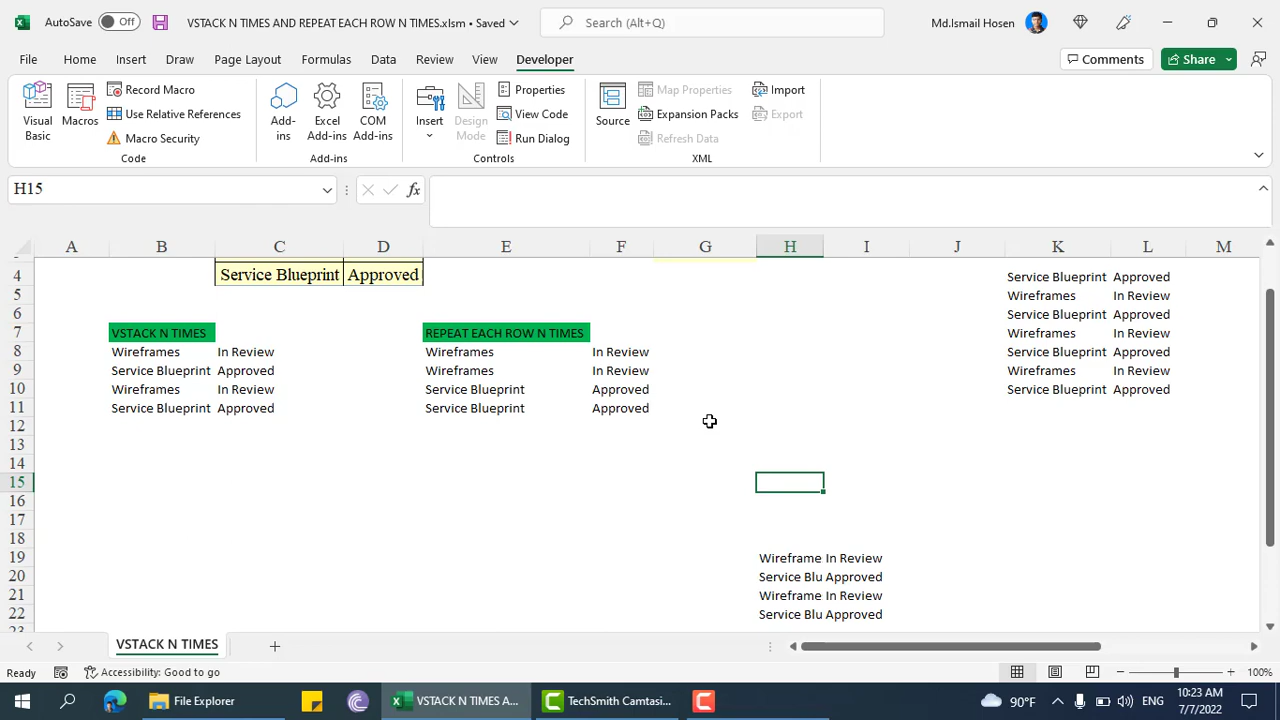 AutoSave Off VSTACK N TIMES AND REPEAT EACH ROW N TIMES.xlsm • Saved Search (Alt+Q) Md.Ismail Hosen
File Home Insert Draw Page Layout Formulas Data Review View Developer Comments Share
Visual Basic
Macros
Record Macro
Use Relative References
Macro Security
Code
Add-ins
Excel Add-ins
COM Add-ins
Add-ins
Insert
Design Mode
Properties
View Code
Run Dialog
Controls
Source
Map Properties
Expansion Packs
Refresh Data
Import
Export
XML
H15 fx
A B C D E F G H I J K L M
4 Service Blueprint Approved Service Blueprint Approved
5 Wireframes In Review
6 Service Blueprint Approved
7 VSTACK N TIMES REPEAT EACH ROW N TIMES Wireframes In Review
8 Wireframes In Review Wireframes In Review Service Blueprint Approved
9 Service Blueprint Approved Wireframes In Review Wireframes In Review
10 Wireframes In Review Service Blueprint Approved Service Blueprint Approved
11 Service Blueprint Approved Service Blueprint Approved
12
13
14
15
16
17
18
19 Wireframe In Review
20 Service Blu Approved
21 Wireframe In Review
22 Service Blu Approved
23
VSTACK N TIMES
Ready Accessibility: Good to go 100%
File Explorer VSTACK N TIMES A... TechSmith Camtasi... 90°F ENG 10:23 AM
7/7/2022